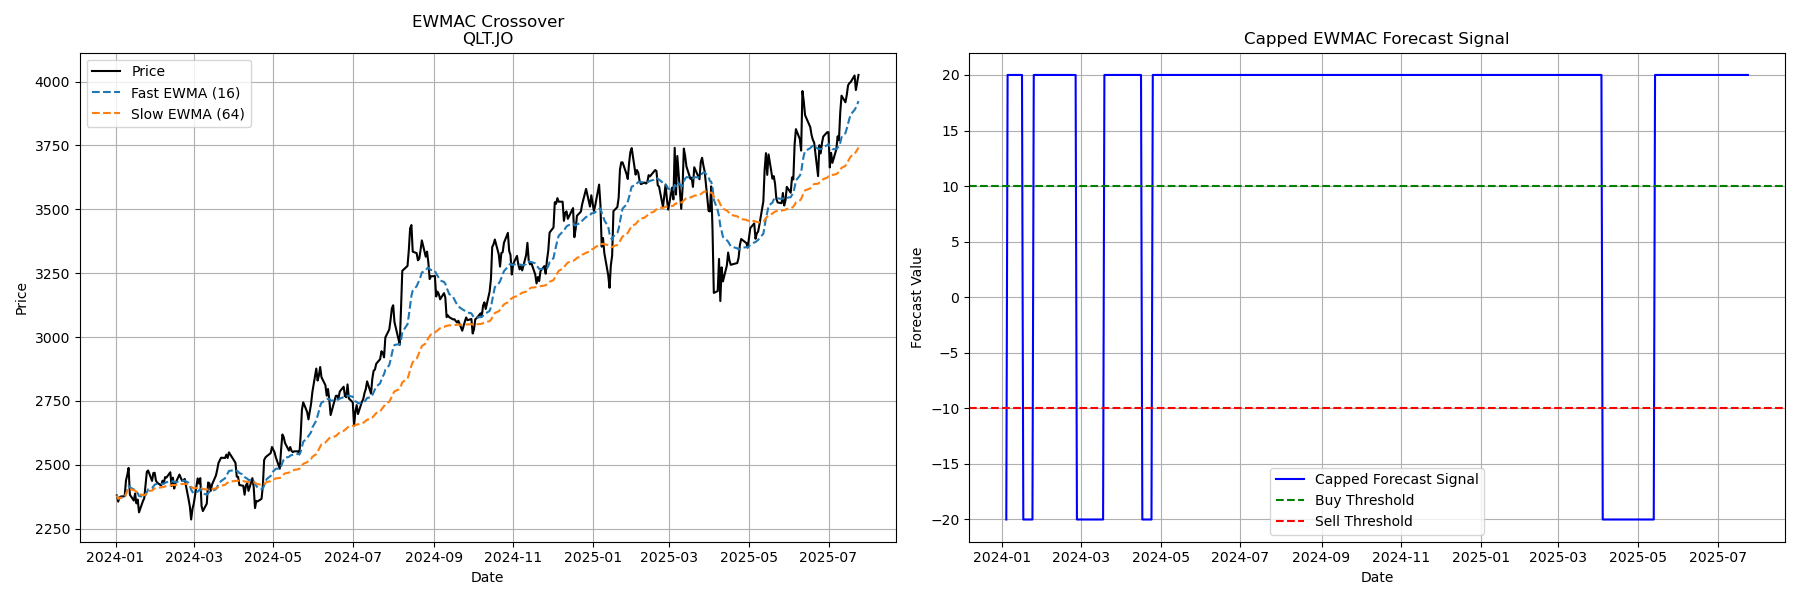 EWMAC Crossover
QLT.JO
Price
Fast EWMA (16)
Slow EWMA (64)
4000
3750
3500
3250
3000
2750
2500
2250
Price
2024-01 2024-03 2024-05 2024-07 2024-09 2024-11 2025-01 2025-03 2025-05 2025-07
Date
Capped EWMAC Forecast Signal
20
15
10
5
0
−5
−10
−15
−20
Forecast Value
Capped Forecast Signal
Buy Threshold
Sell Threshold
2024-01 2024-03 2024-05 2024-07 2024-09 2024-11 2025-01 2025-03 2025-05 2025-07
Date